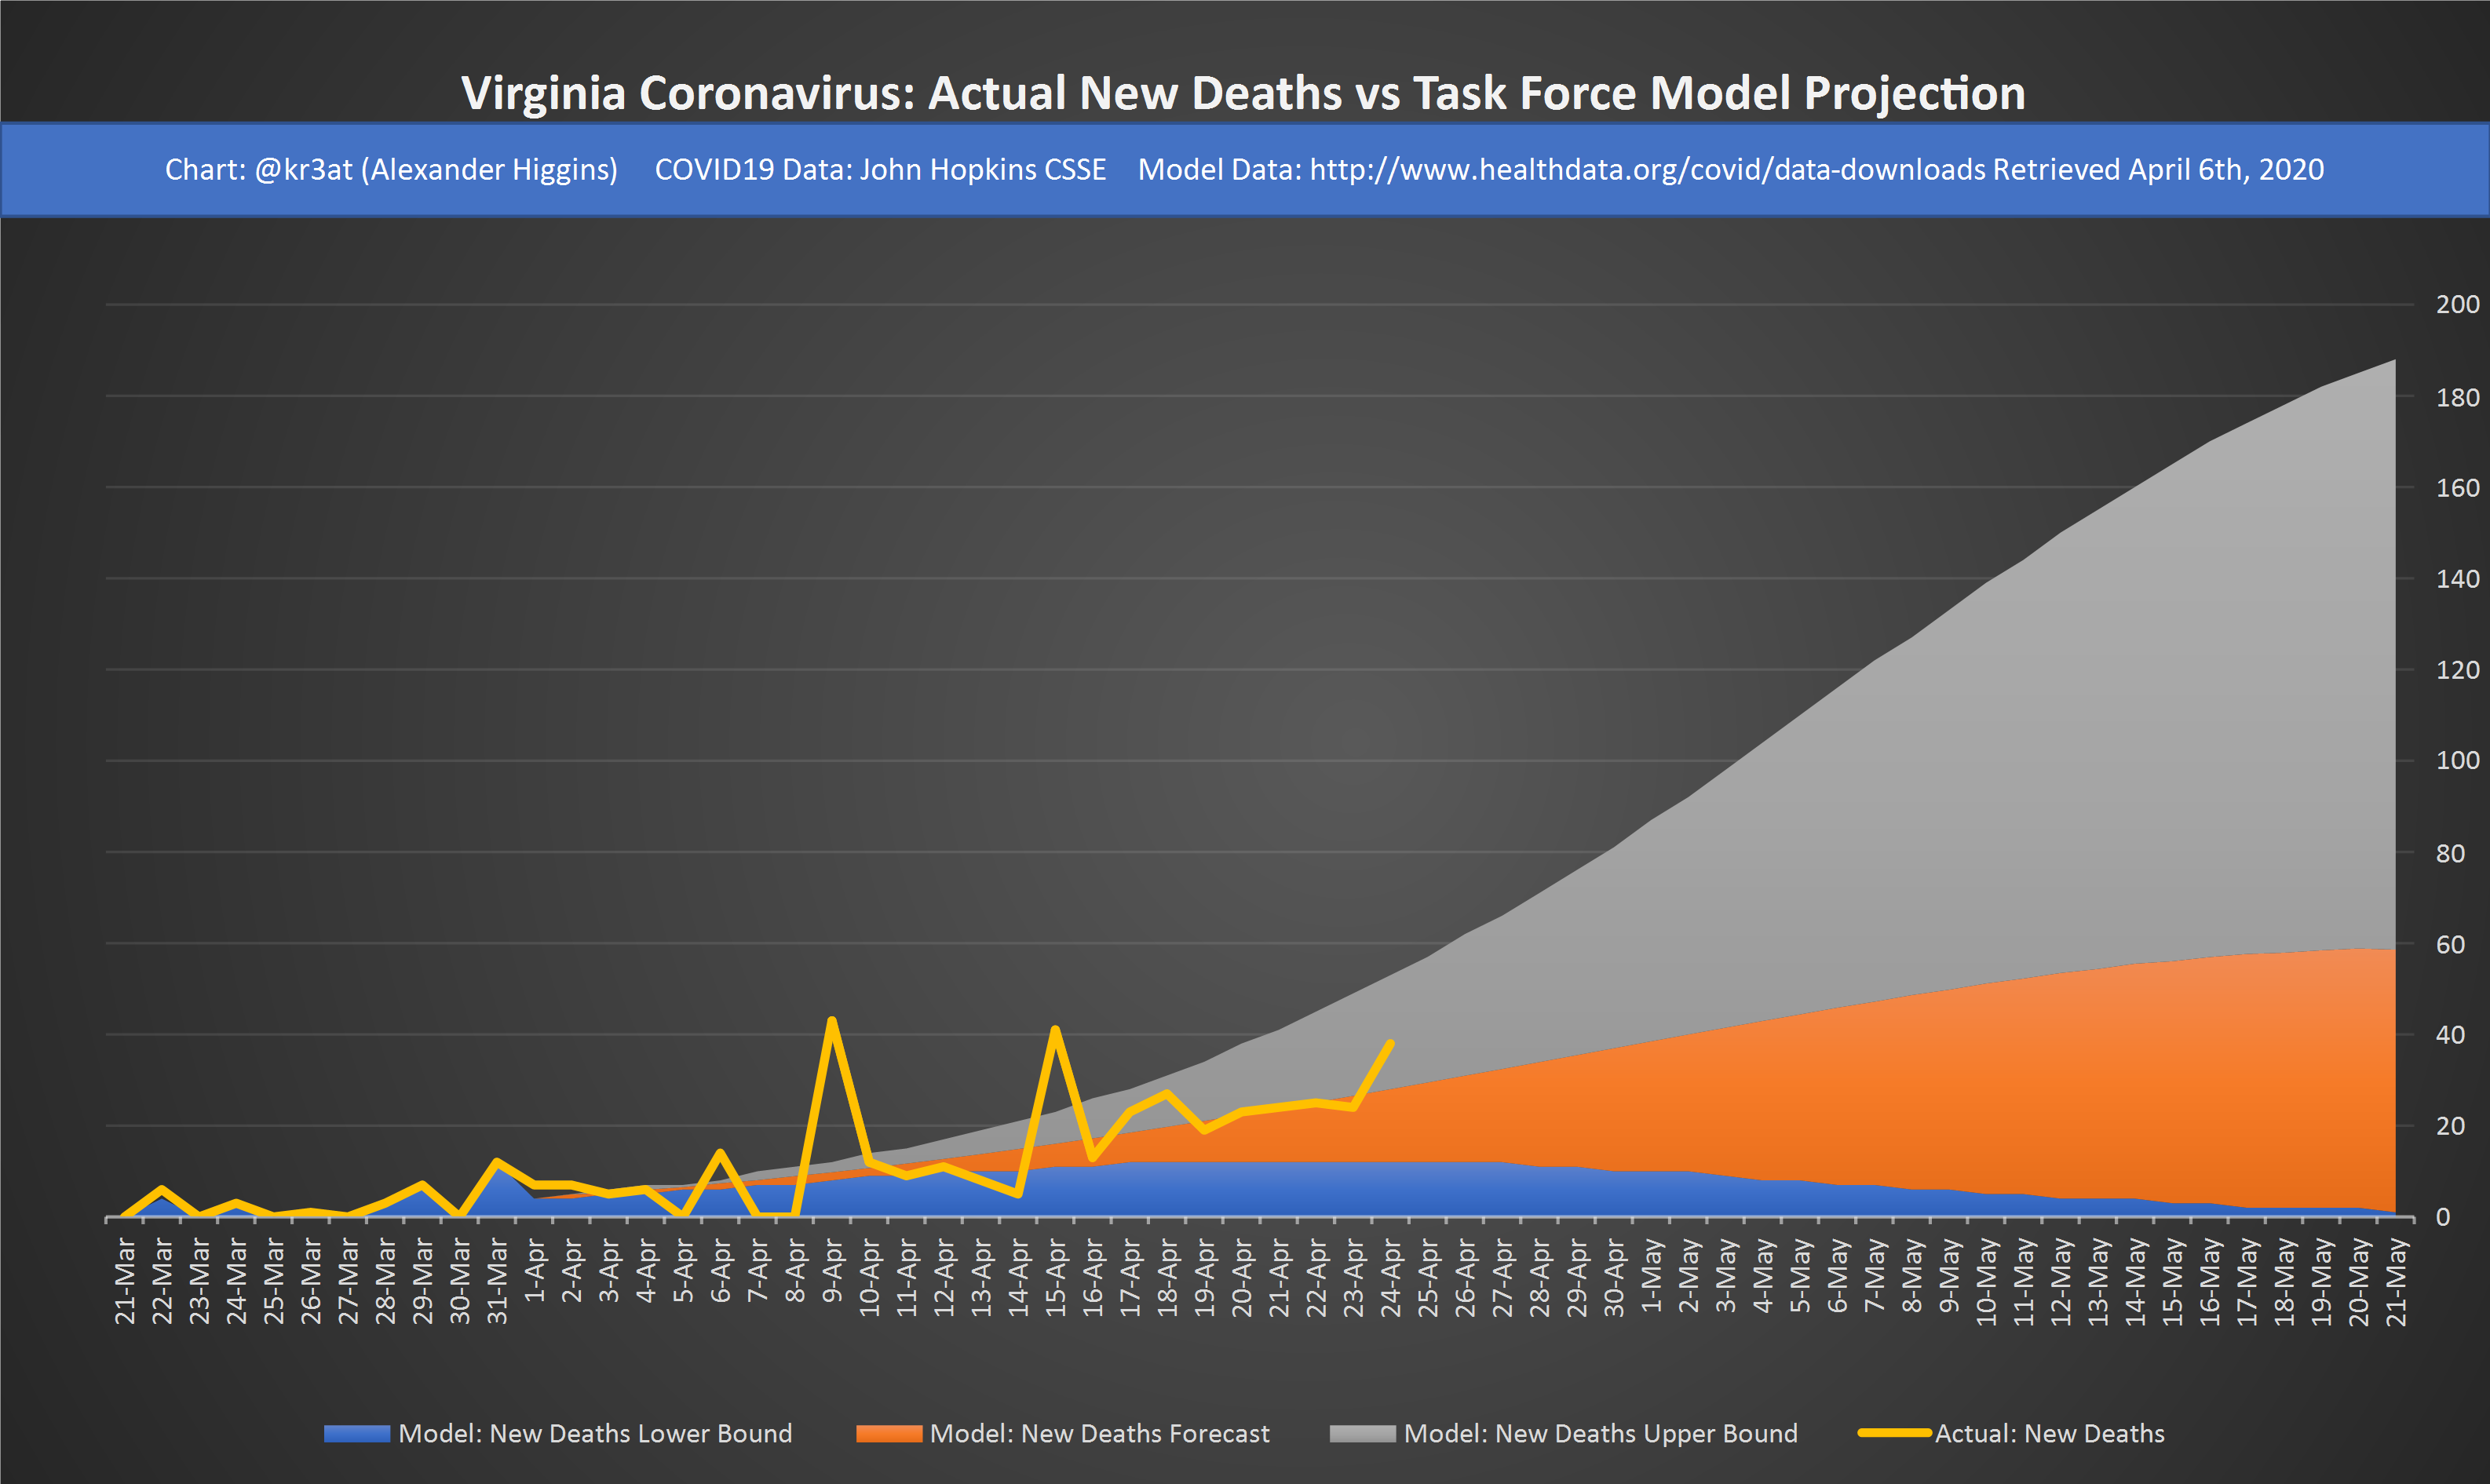 Virginia Coronavirus: Actual New Deaths vs Task Force Model Projection
Chart: @kr3at (Alexander Higgins) COVID19 Data: John Hopkins CSSE Model Data: http://www.healthdata.org/covid/data-downloads Retrieved April 6th, 2020
200
180
160
140
120
100
80
60
40
20
0
21-Mar
22-Mar
23-Mar
24-Mar
25-Mar
26-Mar
27-Mar
28-Mar
29-Mar
30-Mar
31-Mar
1-Apr
2-Apr
3-Apr
4-Apr
5-Apr
6-Apr
7-Apr
8-Apr
9-Apr
10-Apr
11-Apr
12-Apr
13-Apr
14-Apr
15-Apr
16-Apr
17-Apr
18-Apr
19-Apr
20-Apr
21-Apr
22-Apr
23-Apr
24-Apr
25-Apr
26-Apr
27-Apr
28-Apr
29-Apr
30-Apr
1-May
2-May
3-May
4-May
5-May
6-May
7-May
8-May
9-May
10-May
11-May
12-May
13-May
14-May
15-May
16-May
17-May
18-May
19-May
20-May
21-May
Model: New Deaths Lower Bound
Model: New Deaths Forecast
Model: New Deaths Upper Bound
Actual: New Deaths